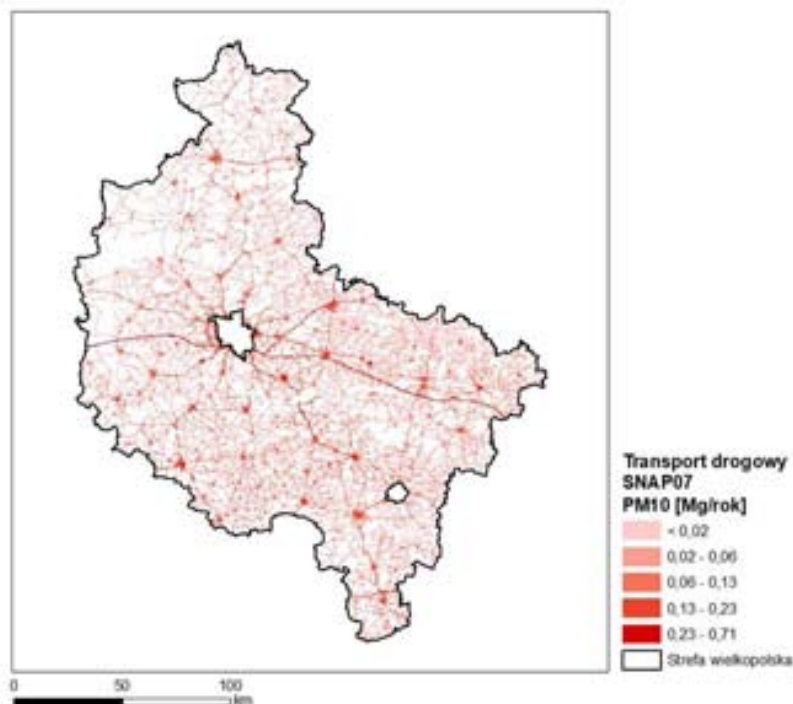 Transport drogowy
SNAP07
PM10 [Mg/rok]
< 0,02
0,02 - 0,06
0,06 - 0,13
0,13 - 0,23
0,23 - 0,71
Strefa wielkopolska
0 50 100
km